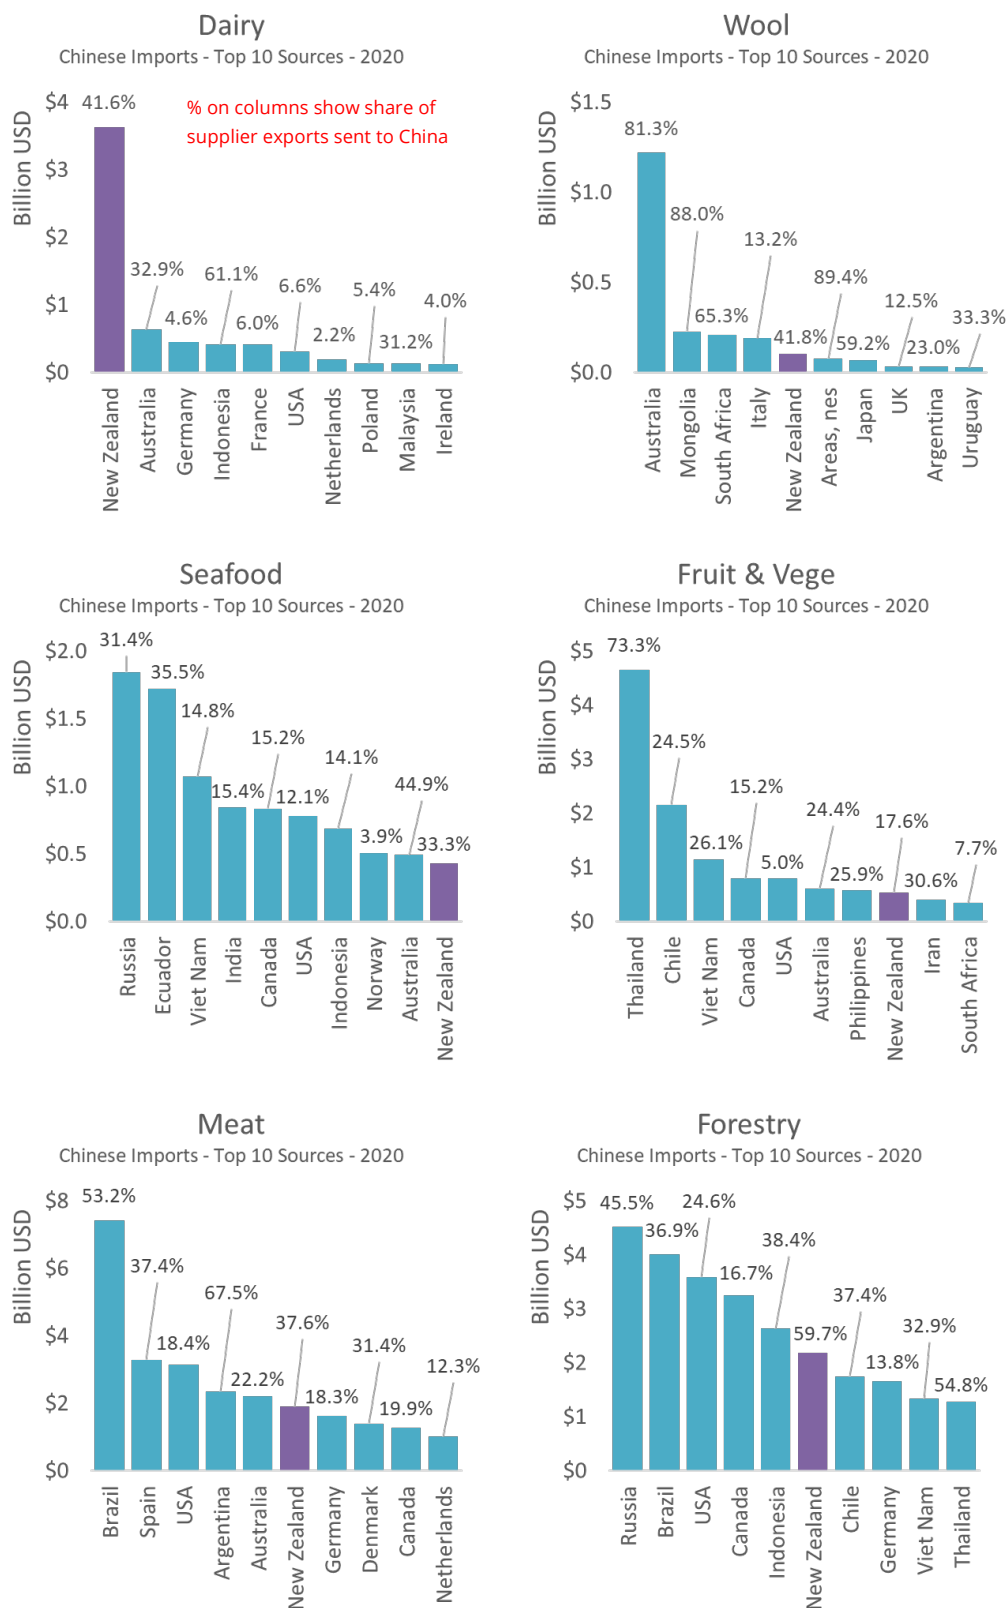 Dairy
Chinese Imports - Top 10 Sources - 2020
% on columns show share of
supplier exports sent to China
Billion USD
$4
$3
$2
$1
$0
41.6%
32.9%
4.6%
61.1%
6.0%
6.6%
2.2%
5.4%
31.2%
4.0%
New Zealand
Australia
Germany
Indonesia
France
USA
Netherlands
Poland
Malaysia
Ireland
Wool
Chinese Imports - Top 10 Sources - 2020
Billion USD
$1.5
$1.0
$0.5
$0.0
81.3%
88.0%
65.3%
13.2%
41.8%
89.4%
59.2%
12.5%
23.0%
33.3%
Australia
Mongolia
South Africa
Italy
New Zealand
Areas, nes
Japan
UK
Argentina
Uruguay
Seafood
Chinese Imports - Top 10 Sources - 2020
Billion USD
$2.0
$1.5
$1.0
$0.5
$0.0
31.4%
35.5%
14.8%
15.4%
15.2%
12.1%
14.1%
3.9%
44.9%
33.3%
Russia
Ecuador
Viet Nam
India
Canada
USA
Indonesia
Norway
Australia
New Zealand
Fruit & Vege
Chinese Imports - Top 10 Sources - 2020
Billion USD
$5
$4
$3
$2
$1
$0
73.3%
24.5%
26.1%
15.2%
5.0%
24.4%
25.9%
17.6%
30.6%
7.7%
Thailand
Chile
Viet Nam
Canada
USA
Australia
Philippines
New Zealand
Iran
South Africa
Meat
Chinese Imports - Top 10 Sources - 2020
Billion USD
$8
$6
$4
$2
$0
53.2%
37.4%
18.4%
67.5%
22.2%
37.6%
18.3%
31.4%
19.9%
12.3%
Brazil
Spain
USA
Argentina
Australia
New Zealand
Germany
Denmark
Canada
Netherlands
Forestry
Chinese Imports - Top 10 Sources - 2020
Billion USD
$5
$4
$3
$2
$1
$0
45.5%
36.9%
24.6%
16.7%
38.4%
59.7%
37.4%
13.8%
32.9%
54.8%
Russia
Brazil
USA
Canada
Indonesia
New Zealand
Chile
Germany
Viet Nam
Thailand